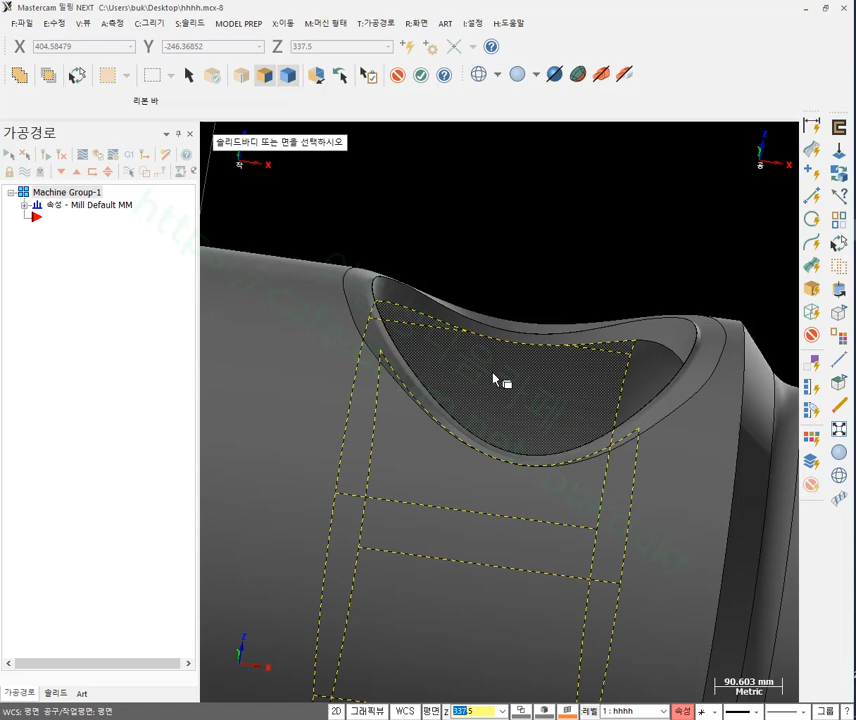 Mastercam 밀링 NEXT  C:\Users\buk\Desktop\hhhh.mcx-8
F:파일  E:수정  V:뷰  A:측정  C:그리기  S:솔리드  MODEL PREP  X:이동  M:머신 형태  T:가공경로  R:화면  ART  I:설정  H:도움말
X 404.58479  Y -246.36852  Z 337.5
리본 바
가공경로
솔리드바디 또는 면을 선택하시오
Machine Group-1
속성 - Mill Default MM
X
X
Z
X
90.603 mm
Metric
가공경로  솔리드  Art
WCS: 평면 공구/작업평면: 평면  2D  그래픽뷰  WCS  평면  Z  337.5  레벨  1 : hhhh  속성  그룹  ?